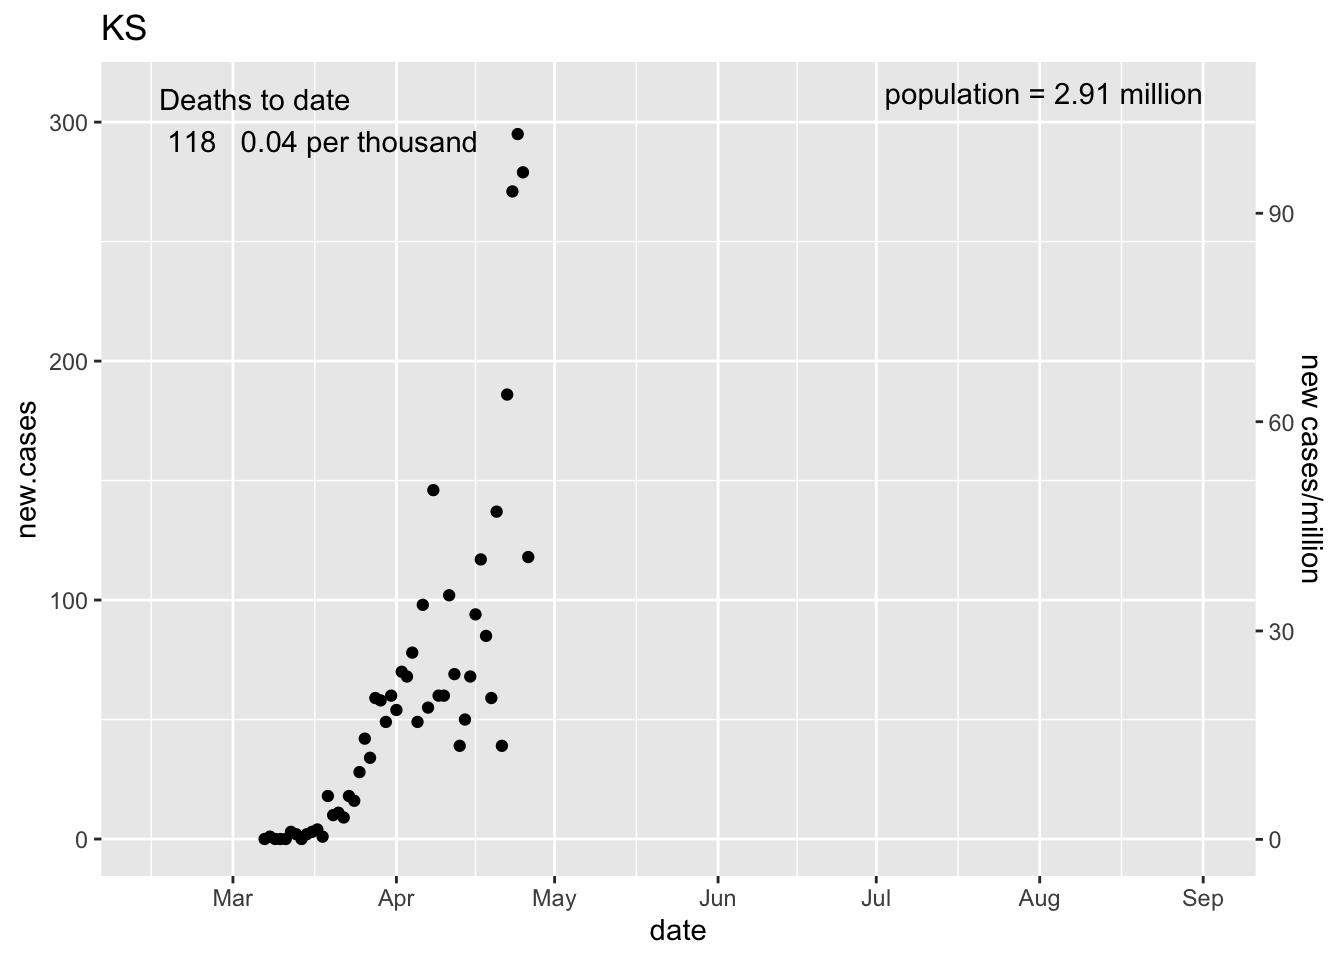 KS
Deaths to date
118 0.04 per thousand
population = 2.91 million
300
200
100
0
new.cases
90
60
30
0
new cases/million
Mar Apr May Jun Jul Aug Sep
date